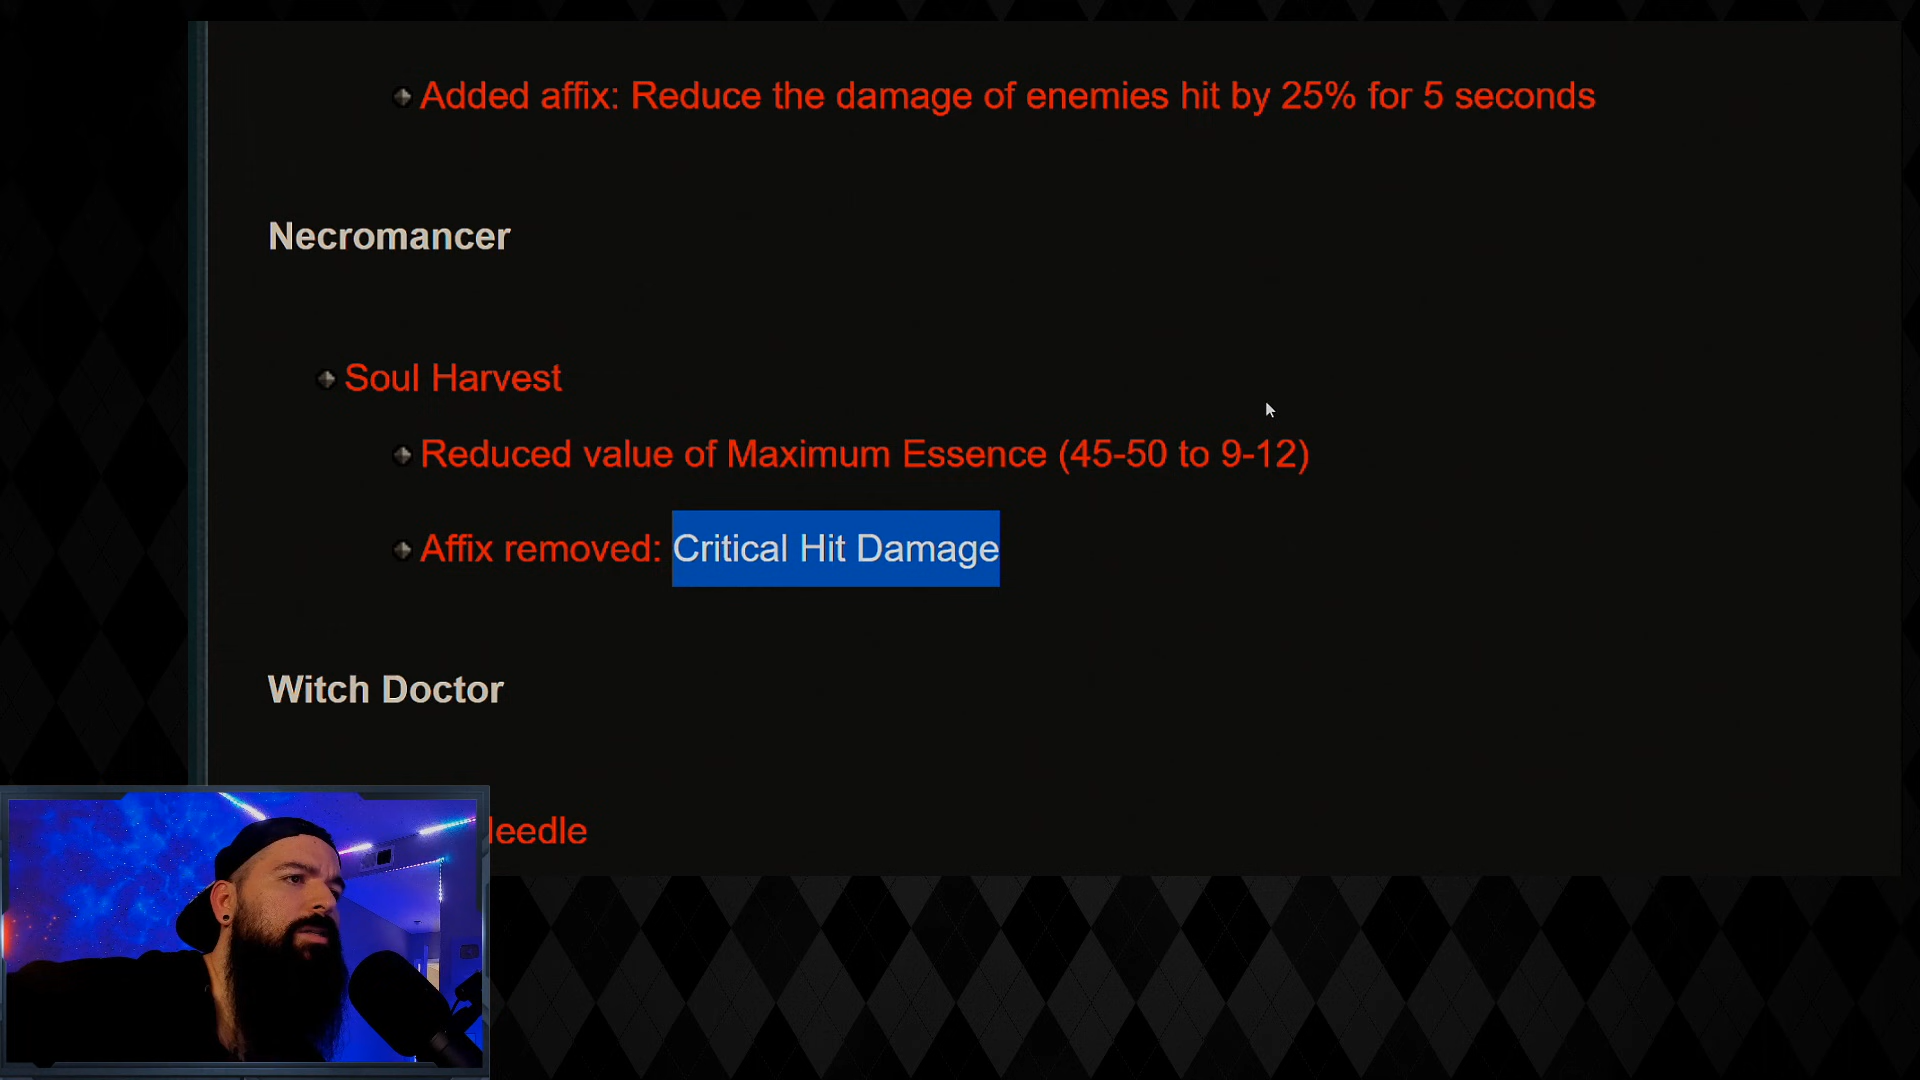 Added affix: Reduce the damage of enemies hit by 25% for 5 seconds
Necromancer
Soul Harvest
Reduced value of Maximum Essence (45-50 to 9-12)
Affix removed: Critical Hit Damage
Witch Doctor
leedle